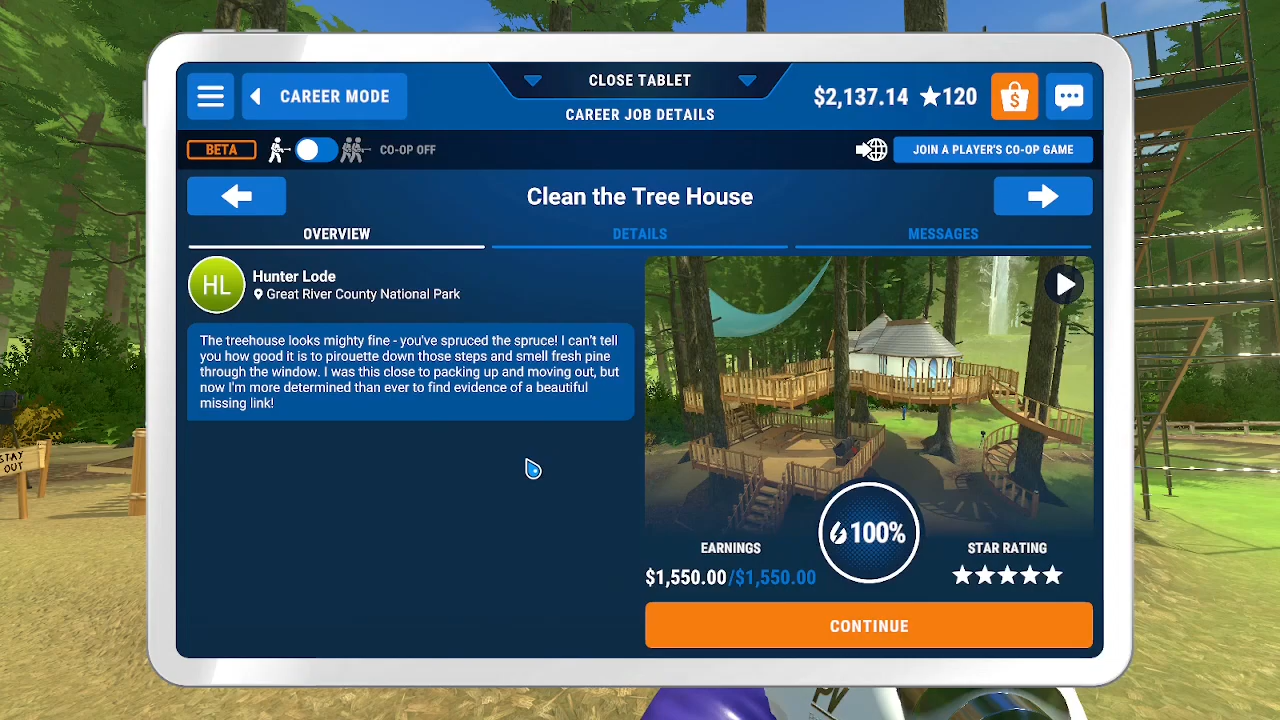 CLOSE TABLET
CAREER MODE
$2,137.14 ★120
CAREER JOB DETAILS
BETA
CO-OP OFF
JOIN A PLAYER'S CO-OP GAME
Clean the Tree House
OVERVIEW
DETAILS
MESSAGES
HL
Hunter Lode
Great River County National Park
The treehouse looks mighty fine - you've spruced the spruce! I can't tell
you how good it is to pirouette down those steps and smell fresh pine
through the window. I was this close to packing up and moving out, but
now I'm more determined than ever to find evidence of a beautiful
missing link!
STAY
OUT
100%
EARNINGS
$1,550.00/$1,550.00
STAR RATING
★★★★★
CONTINUE
PV